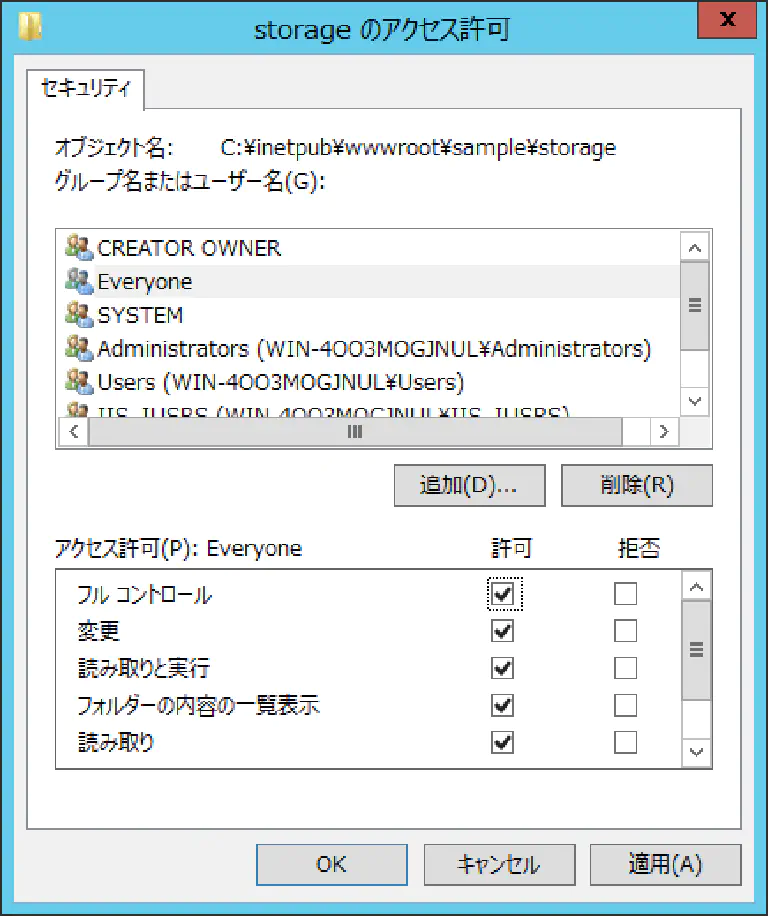 storage のアクセス許可
x
セキュリティ
オブジェクト名: C:¥inetpub¥wwwroot¥sample¥storage
グループ名またはユーザー名(G):
CREATOR OWNER
Everyone
SYSTEM
Administrators (WIN-4OO3MOGJNUL¥Administrators)
Users (WIN-4OO3MOGJNUL¥Users)
IIS_IUSRS (WIN-4OO3MOGJNUL¥IIS_IUSRS)
追加(D)... 削除(R)
アクセス許可(P): Everyone 許可 拒否
フル コントロール
変更
読み取りと実行
フォルダーの内容の一覧表示
読み取り
OK キャンセル 適用(A)